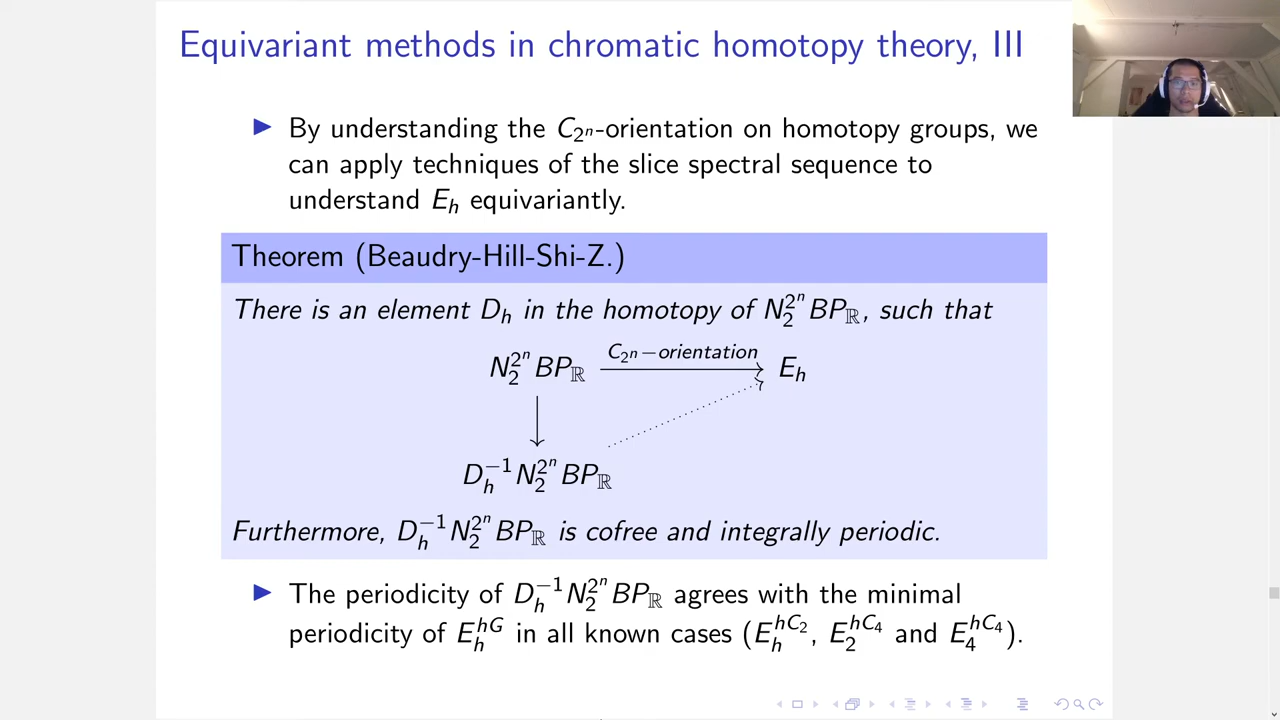 Equivariant methods in chromatic homotopy theory, III
▶ By understanding the C_{2^n}-orientation on homotopy groups, we
can apply techniques of the slice spectral sequence to
understand E_h equivariantly.
Theorem (Beaudry-Hill-Shi-Z.)
There is an element D_h in the homotopy of N_2^{2^n} BP_ℝ, such that
N_2^{2^n} BP_ℝ C_{2^n}−orientation E_h
D_h^{−1} N_2^{2^n} BP_ℝ
Furthermore, D_h^{−1} N_2^{2^n} BP_ℝ is cofree and integrally periodic.
▶ The periodicity of D_h^{−1} N_2^{2^n} BP_ℝ agrees with the minimal
periodicity of E_h^{hG} in all known cases (E_h^{hC_2}, E_2^{hC_4} and E_4^{hC_4}).